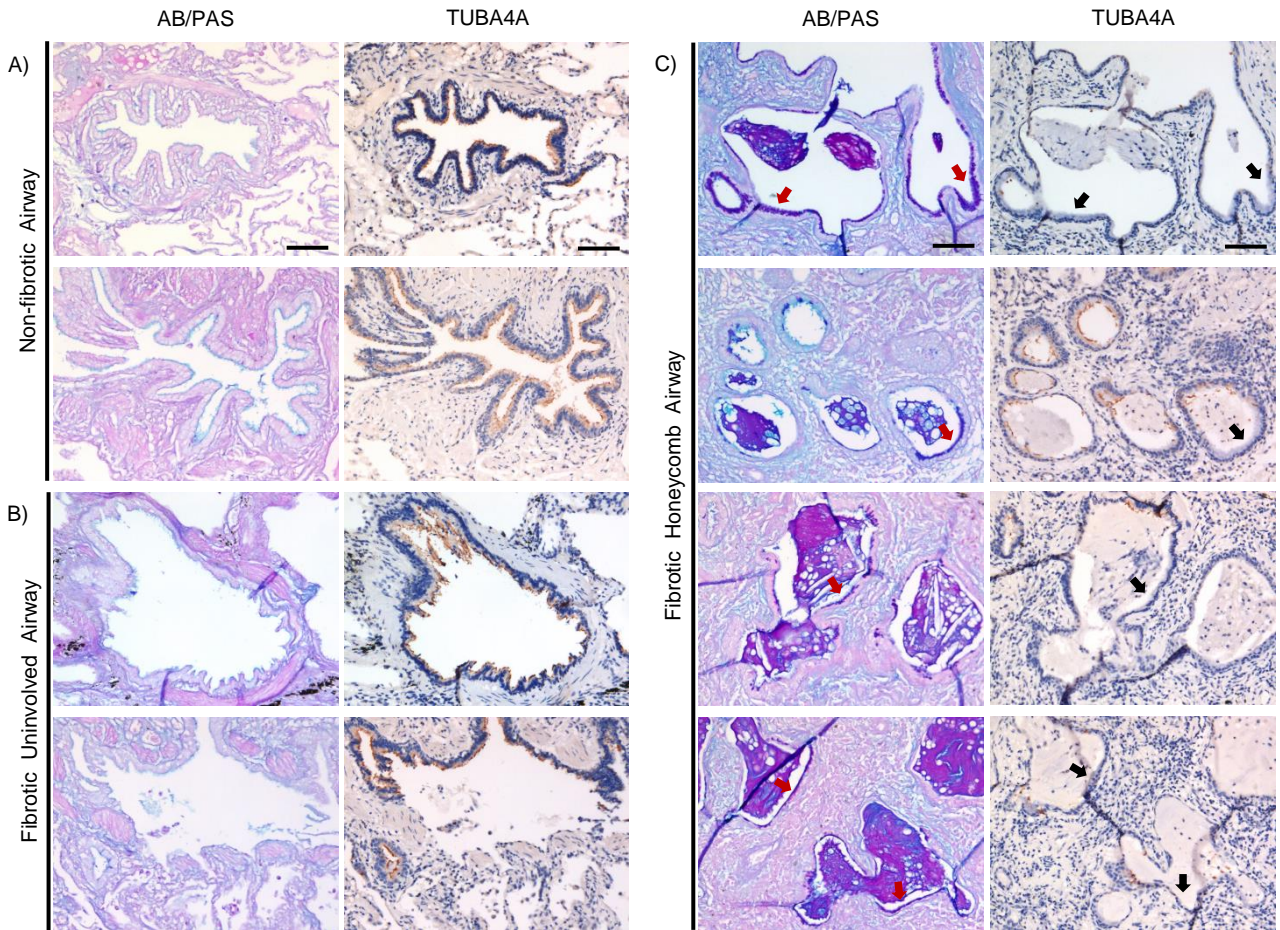 AB/PAS
TUBA4A
AB/PAS
TUBA4A
A)
Non-fibrotic Airway
B)
Fibrotic Uninvolved Airway
C)
Fibrotic Honeycomb Airway